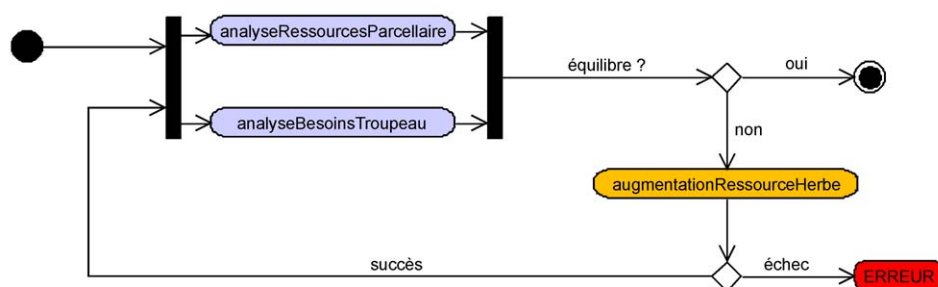 analyseRessourcesParcellaire
équilibre ?
oui
analyseBesoinsTroupeau
non
augmentationRessourceHerbe
succès
échec
ERREUR